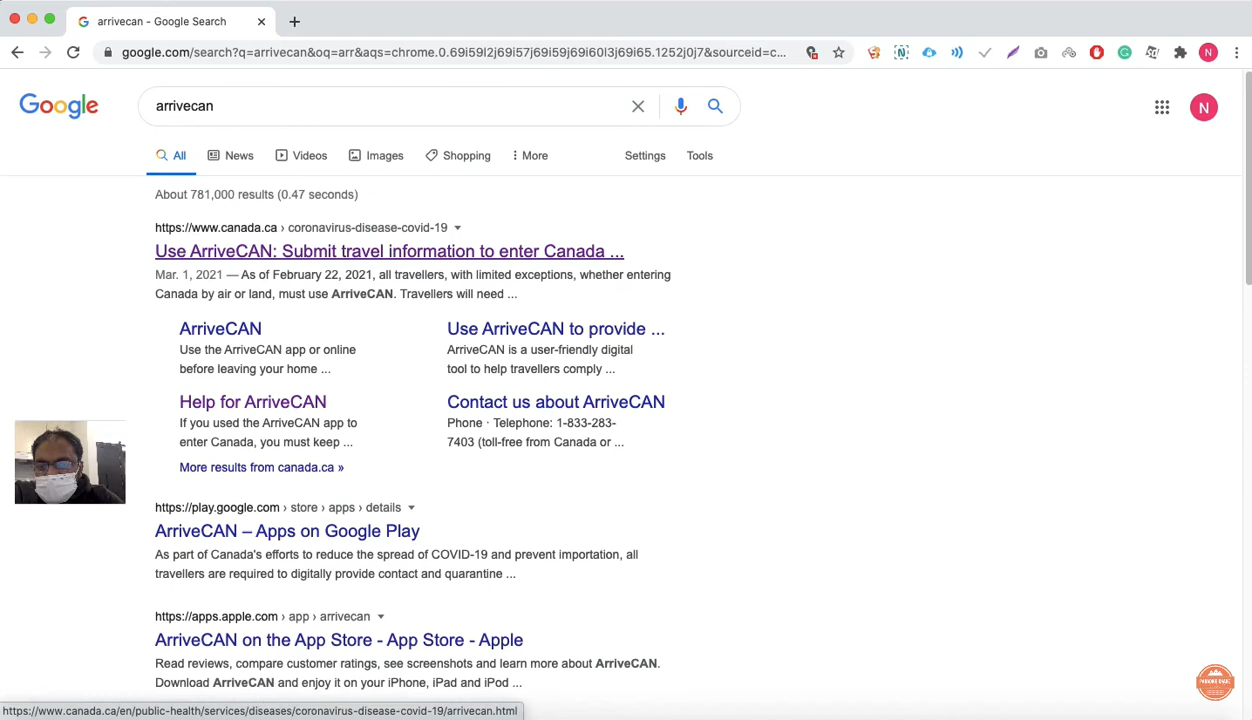 arrivecan - Google Search
google.com/search?q=arrivecan&oq=arr&aqs=chrome.0.69i59l2j69i57j69i59j69i60l3j69i65.1252j0j7&sourceid=c...
N
Google
arrivecan
N
All News Videos Images Shopping More Settings Tools
About 781,000 results (0.47 seconds)
https://www.canada.ca › coronavirus-disease-covid-19
Use ArriveCAN: Submit travel information to enter Canada ...
Mar. 1, 2021 — As of February 22, 2021, all travellers, with limited exceptions, whether entering
Canada by air or land, must use ArriveCAN. Travellers will need ...
ArriveCAN
Use the ArriveCAN app or online
before leaving your home ...
Use ArriveCAN to provide ...
ArriveCAN is a user-friendly digital
tool to help travellers comply ...
Help for ArriveCAN
If you used the ArriveCAN app to
enter Canada, you must keep ...
Contact us about ArriveCAN
Phone · Telephone: 1-833-283-
7403 (toll-free from Canada or ...
More results from canada.ca »
https://play.google.com › store › apps › details
ArriveCAN – Apps on Google Play
As part of Canada's efforts to reduce the spread of COVID-19 and prevent importation, all
travellers are required to digitally provide contact and quarantine ...
https://apps.apple.com › app › arrivecan
ArriveCAN on the App Store - App Store - Apple
Read reviews, compare customer ratings, see screenshots and learn more about ArriveCAN.
Download ArriveCAN and enjoy it on your iPhone, iPad and iPod ...
https://www.canada.ca/en/public-health/services/diseases/coronavirus-disease-covid-19/arrivecan.html